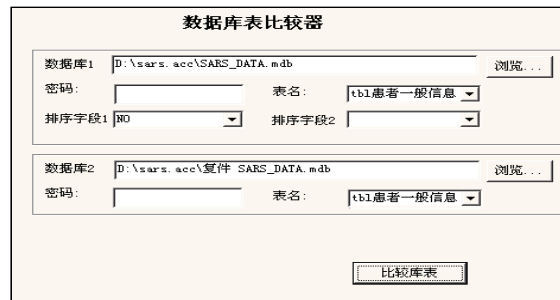 数据库表比较器
数据库1 D:\sars.acc\SARS_DATA.mdb 浏览...
密码: 表名: tbl患者一般信息
排序字段1 NO 排序字段2
数据库2 D:\sars.acc\复件 SARS_DATA.mdb 浏览...
密码: 表名: tbl患者一般信息
比较库表